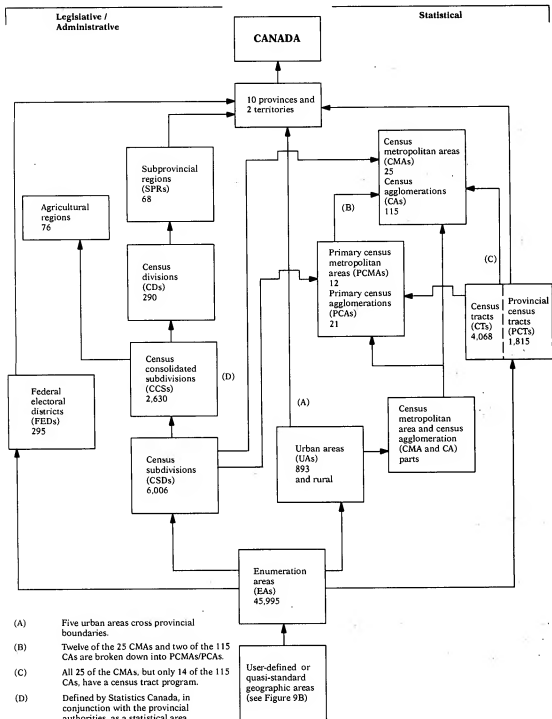 Legislative /
Administrative
Statistical
CANADA
10 provinces and
2 territories
Census
metropolitan areas
(CMAs)
25
Census
agglomerations
(CAs)
115
Subprovincial
regions
(SPRs)
68
Agricultural
regions
76
(B)
(C)
Primary census
metropolitan
areas (PCMAs)
12
Primary census
agglomerations
(PCAs)
21
Census
divisions
(CDs)
290
Census
tracts
(CTs)
4,068
Provincial
census
tracts
(PCTs)
1,815
Census
consolidated
subdivisions
(CCSs)
2,630
(D)
Federal
electoral
districts
(FEDs)
295
(A)
Census
metropolitan
area and census
agglomeration
(CMA and CA)
parts
Census
subdivisions
(CSDs)
6,006
Urban areas
(UAs)
893
and rural
Enumeration
areas
(EAs)
45,995
User-defined or
quasi-standard
geographic areas
(see Figure 9B)
(A) Five urban areas cross provincial
boundaries.
(B) Twelve of the 25 CMAs and two of the 115
CAs are broken down into PCMAs/PCAs.
(C) All 25 of the CMAs, but only 14 of the 115
CAs, have a census tract program.
(D) Defined by Statistics Canada, in
conjunction with the provincial
authorities, as a statistical area